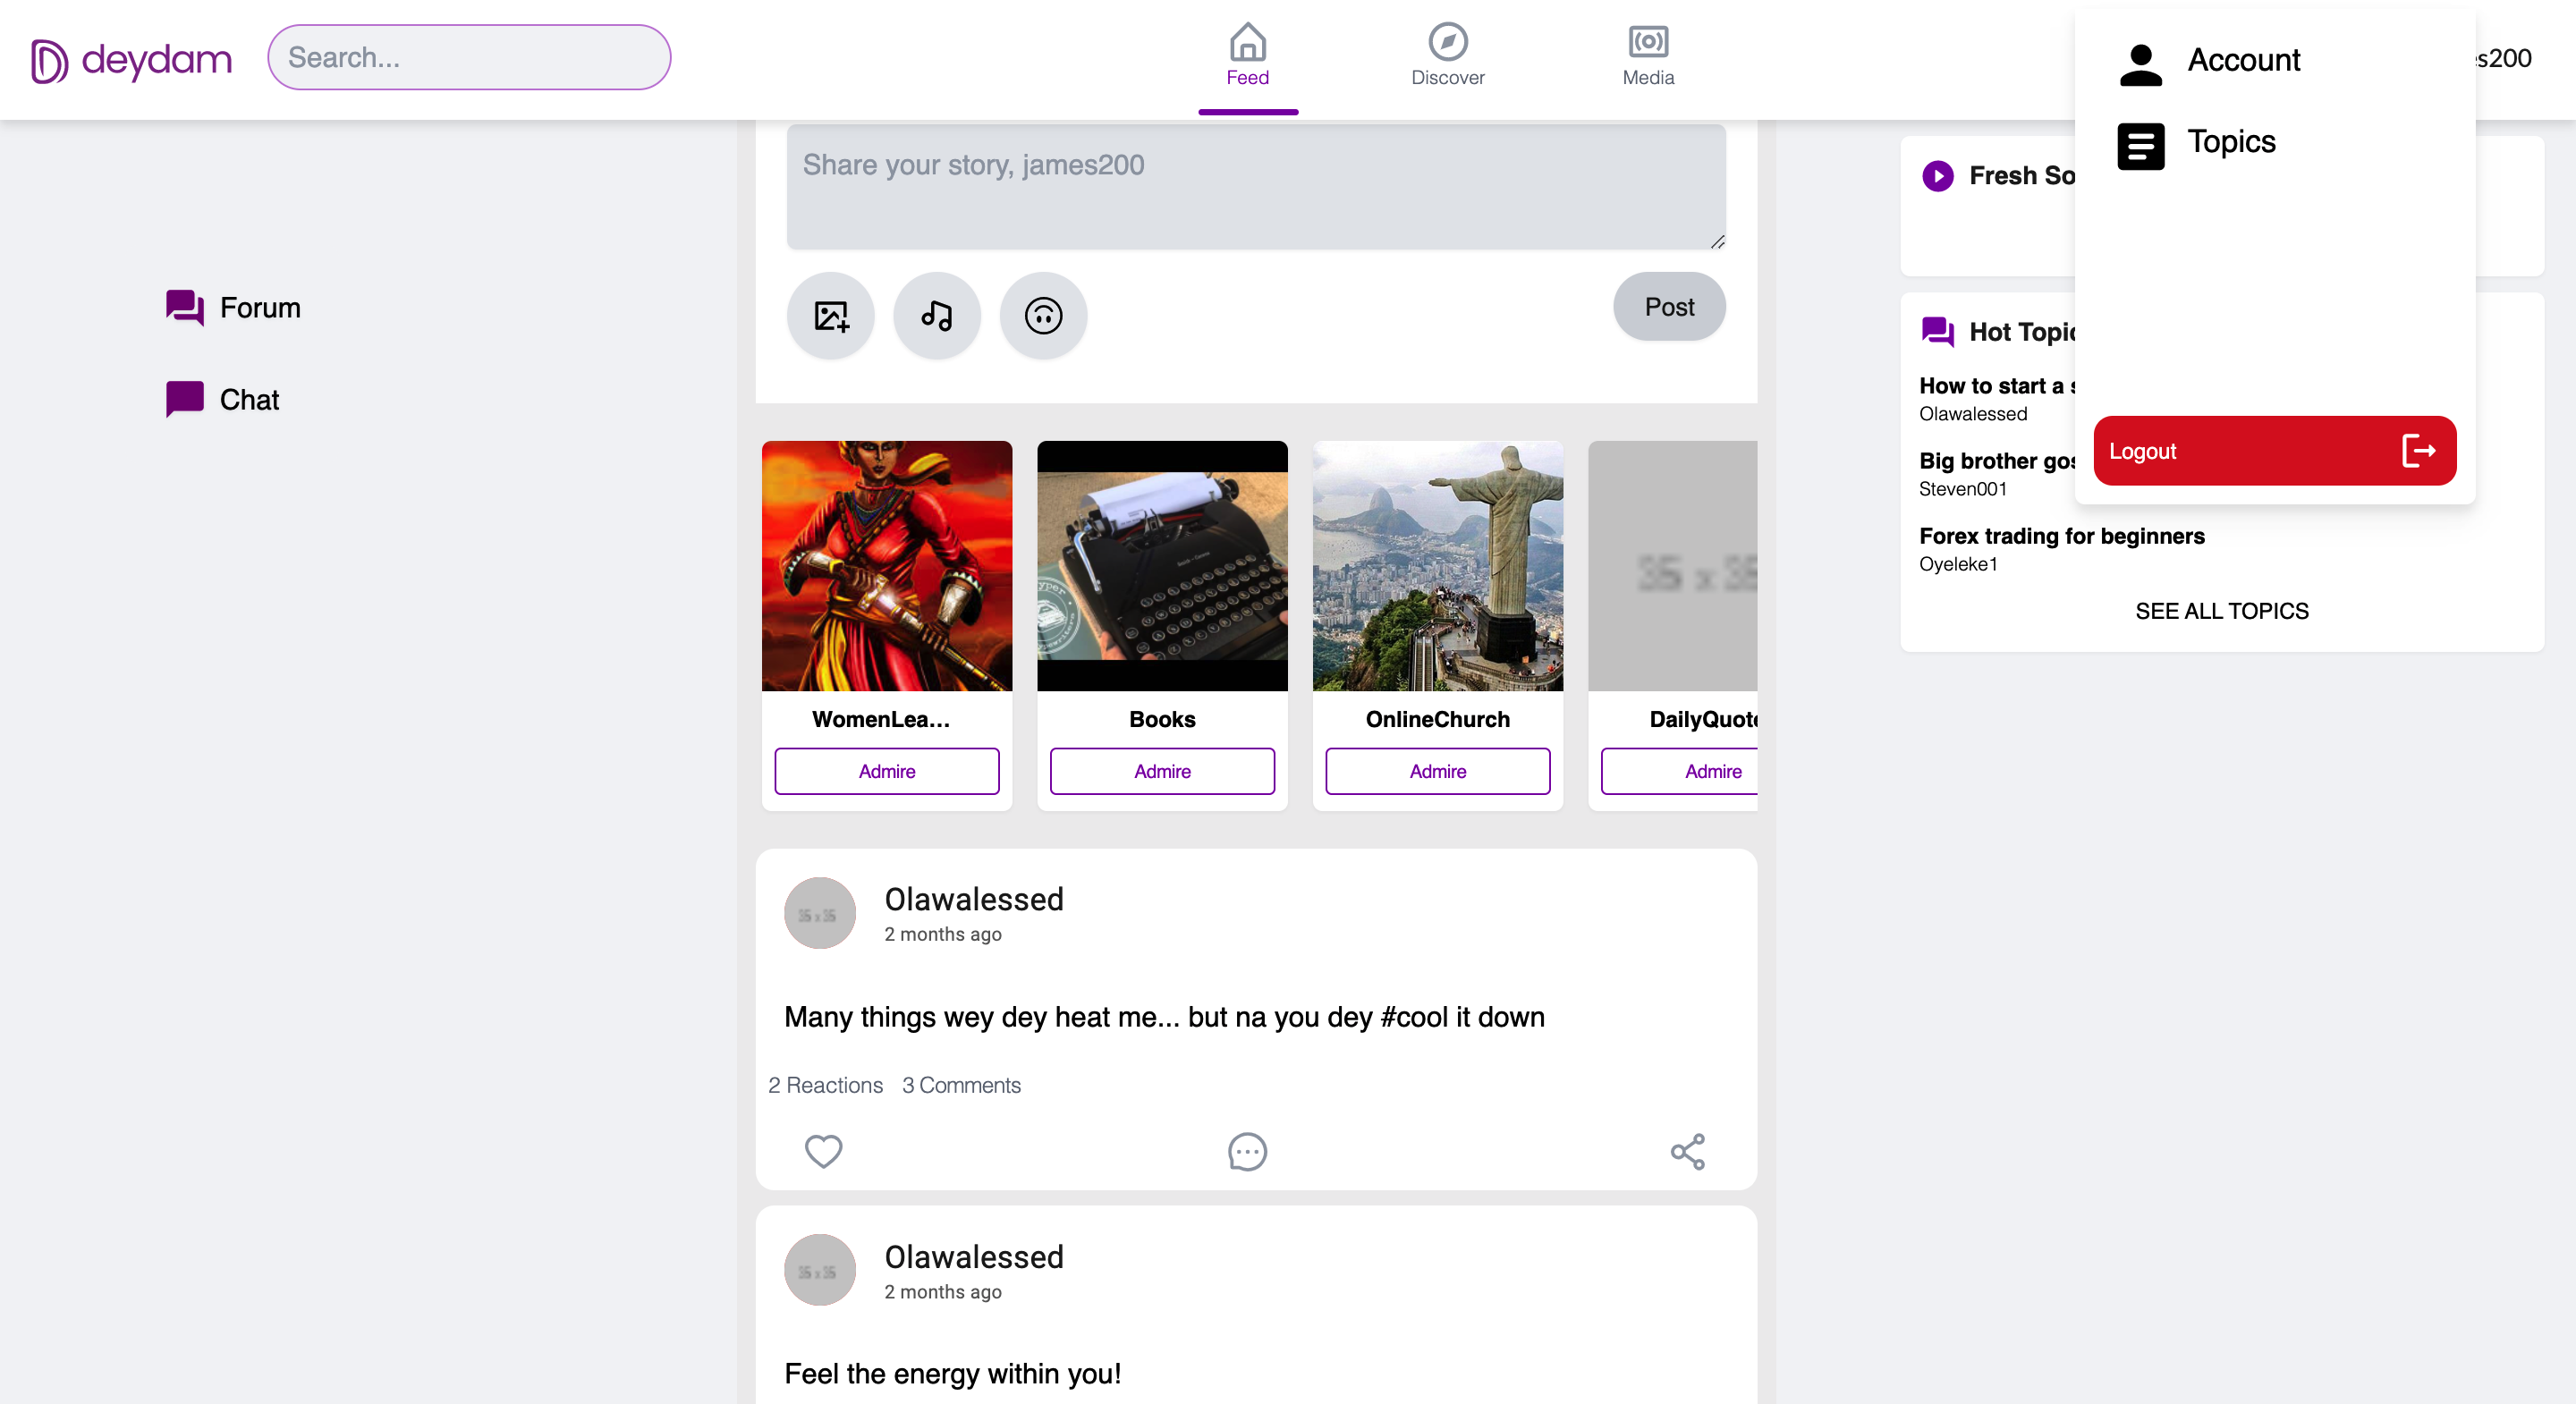 deydam
Search...
Feed
Discover
Media
s200
Account
Topics
Logout
Forum
Chat
Share your story, james200
Post
WomenLea...
Admire
Books
Admire
OnlineChurch
Admire
35 x 35
DailyQuote
Admire
Olawalessed
2 months ago
Many things wey dey heat me... but na you dey #cool it down
2 Reactions 3 Comments
Olawalessed
2 months ago
Feel the energy within you!
Fresh So
Hot Topic
How to start a s
Olawalessed
Big brother gos
Steven001
Forex trading for beginners
Oyeleke1
SEE ALL TOPICS